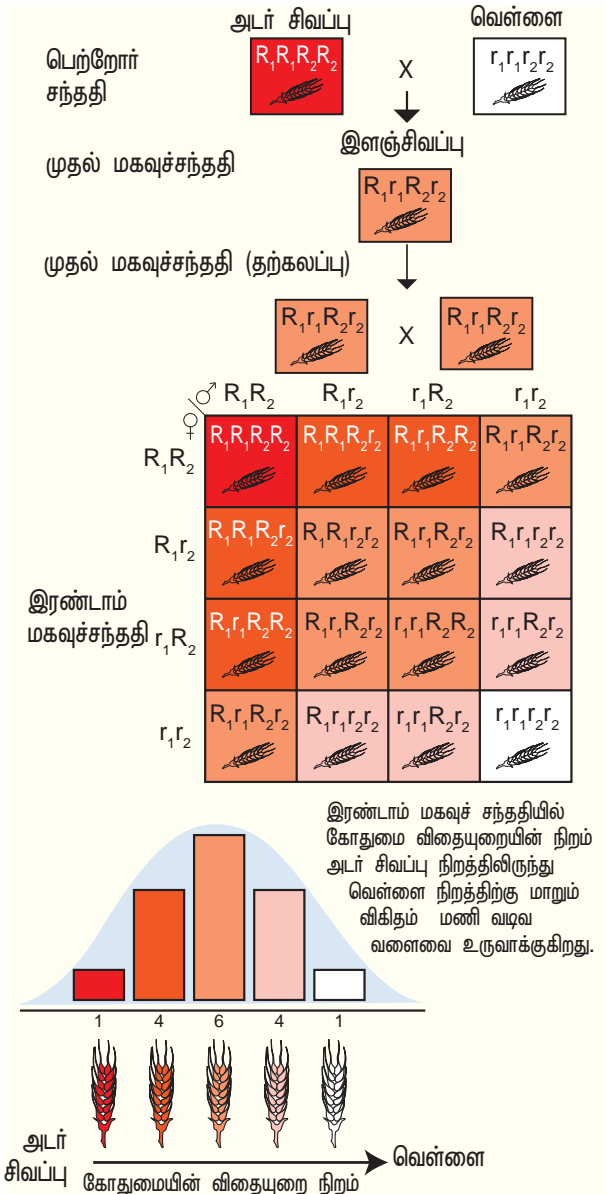 அடர் சிவப்பு
வெள்ளை
பெற்றோர்
சந்ததி
R₁R₁R₂R₂
X
r₁r₁r₂r₂
இளஞ்சிவப்பு
முதல் மகவுச்சந்ததி
R₁r₁R₂r₂
முதல் மகவுச்சந்ததி (தற்கலப்பு)
R₁r₁R₂r₂ X R₁r₁R₂r₂
♀/♂ R₁R₂ R₁r₂ r₁R₂ r₁r₂
R₁R₂ R₁R₁R₂R₂ R₁R₁R₂r₂ R₁r₁R₂R₂ R₁r₁R₂r₂
R₁r₂ R₁R₁R₂r₂ R₁R₁r₂r₂ R₁r₁R₂r₂ R₁r₁r₂r₂
இரண்டாம்
மகவுச்சந்ததி
r₁R₂ R₁r₁R₂R₂ R₁r₁R₂r₂ r₁r₁R₂R₂ r₁r₁R₂r₂
r₁r₂ R₁r₁R₂r₂ R₁r₁r₂r₂ r₁r₁R₂r₂ r₁r₁r₂r₂
இரண்டாம் மகவுச் சந்ததியில்
கோதுமை விதையுறையின் நிறம்
அடர் சிவப்பு நிறத்திலிருந்து
வெள்ளை நிறத்திற்கு மாறும்
விகிதம் மணி வடிவ
வளைவை உருவாக்குகிறது.
1 4 6 4 1
அடர்
சிவப்பு
வெள்ளை
கோதுமையின் விதையுறை நிறம்